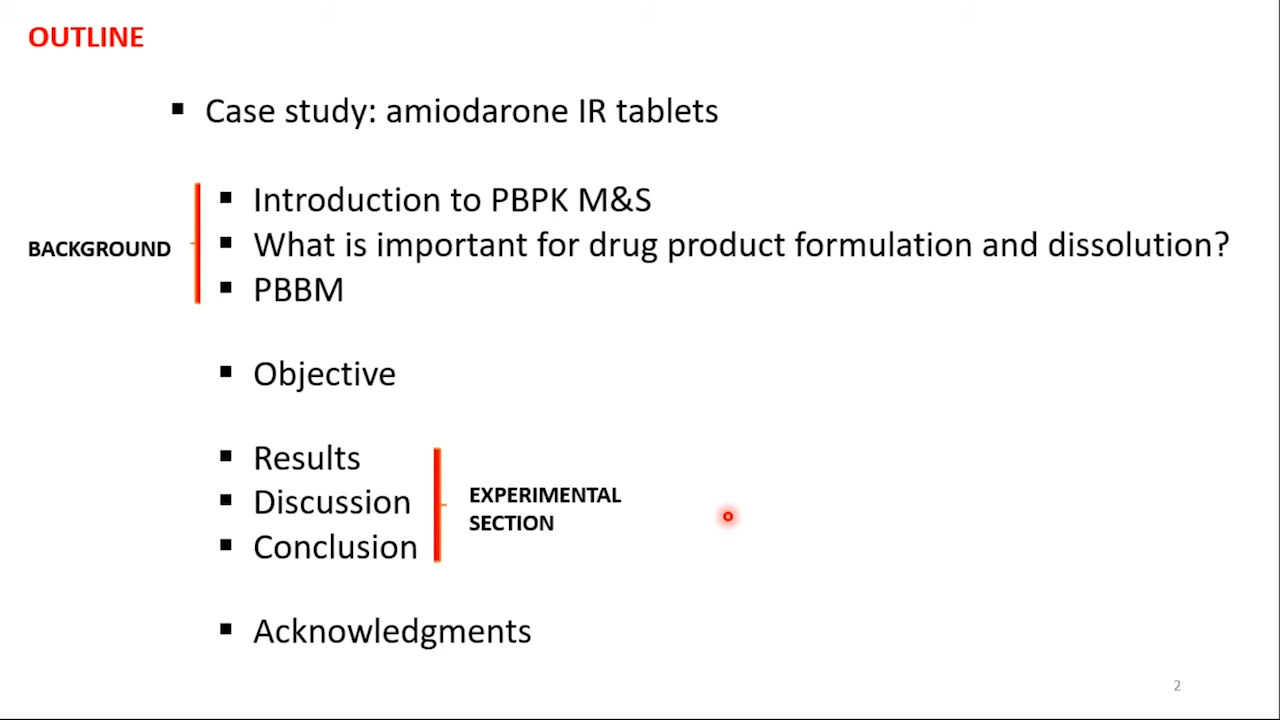 OUTLINE
▪ Case study: amiodarone IR tablets
▪ Introduction to PBPK M&S
BACKGROUND
▪ What is important for drug product formulation and dissolution?
▪ PBBM
▪ Objective
▪ Results
▪ Discussion
▪ Conclusion
EXPERIMENTAL
SECTION
▪ Acknowledgments
2